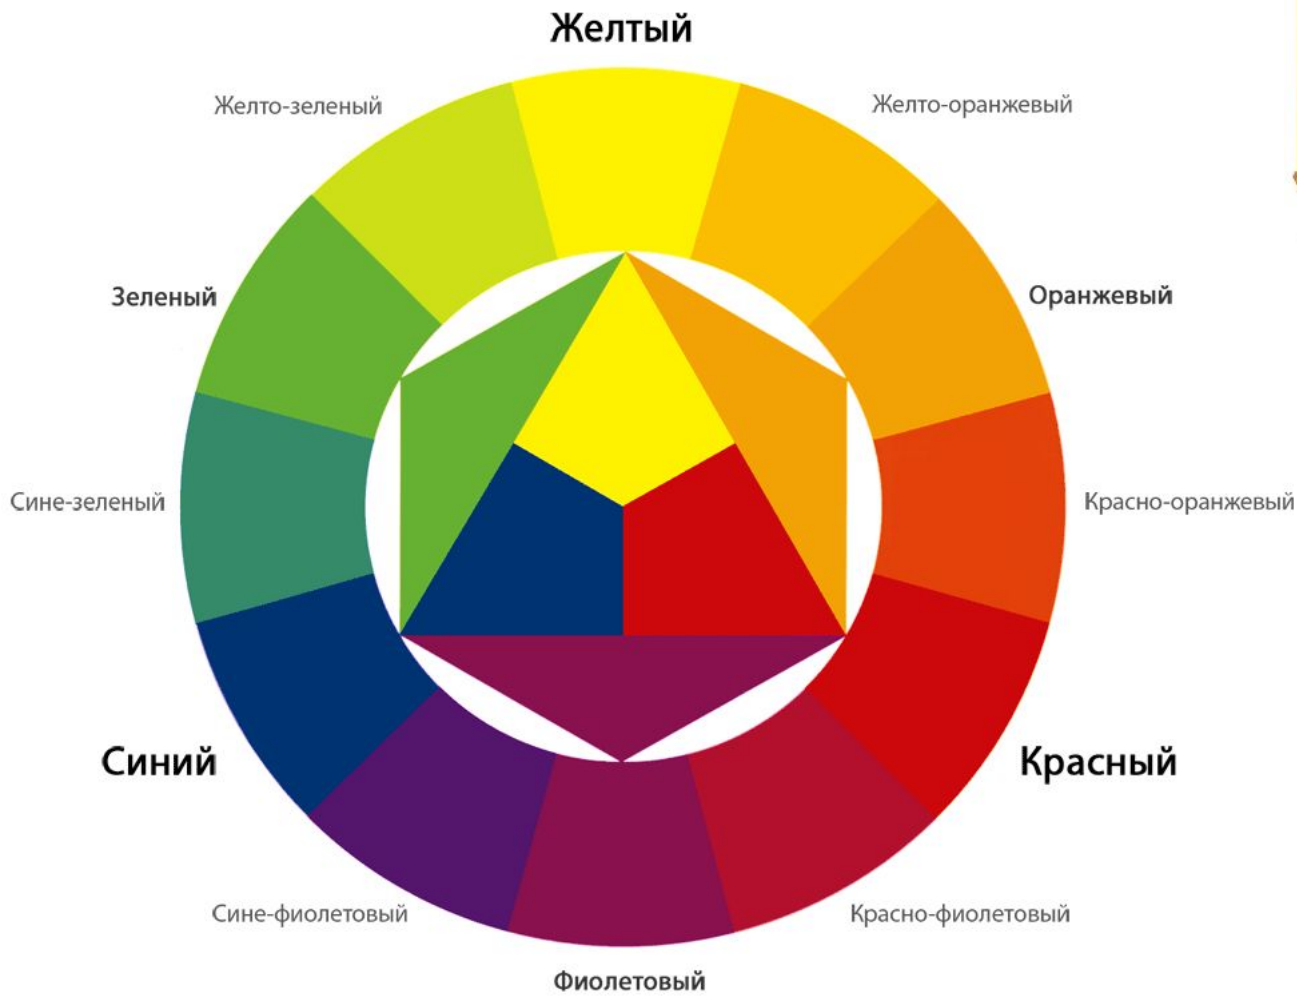 Желтый
Желто-зеленый
Желто-оранжевый
Зеленый
Оранжевый
Сине-зеленый
Красно-оранжевый
Синий
Красный
Сине-фиолетовый
Красно-фиолетовый
Фиолетовый